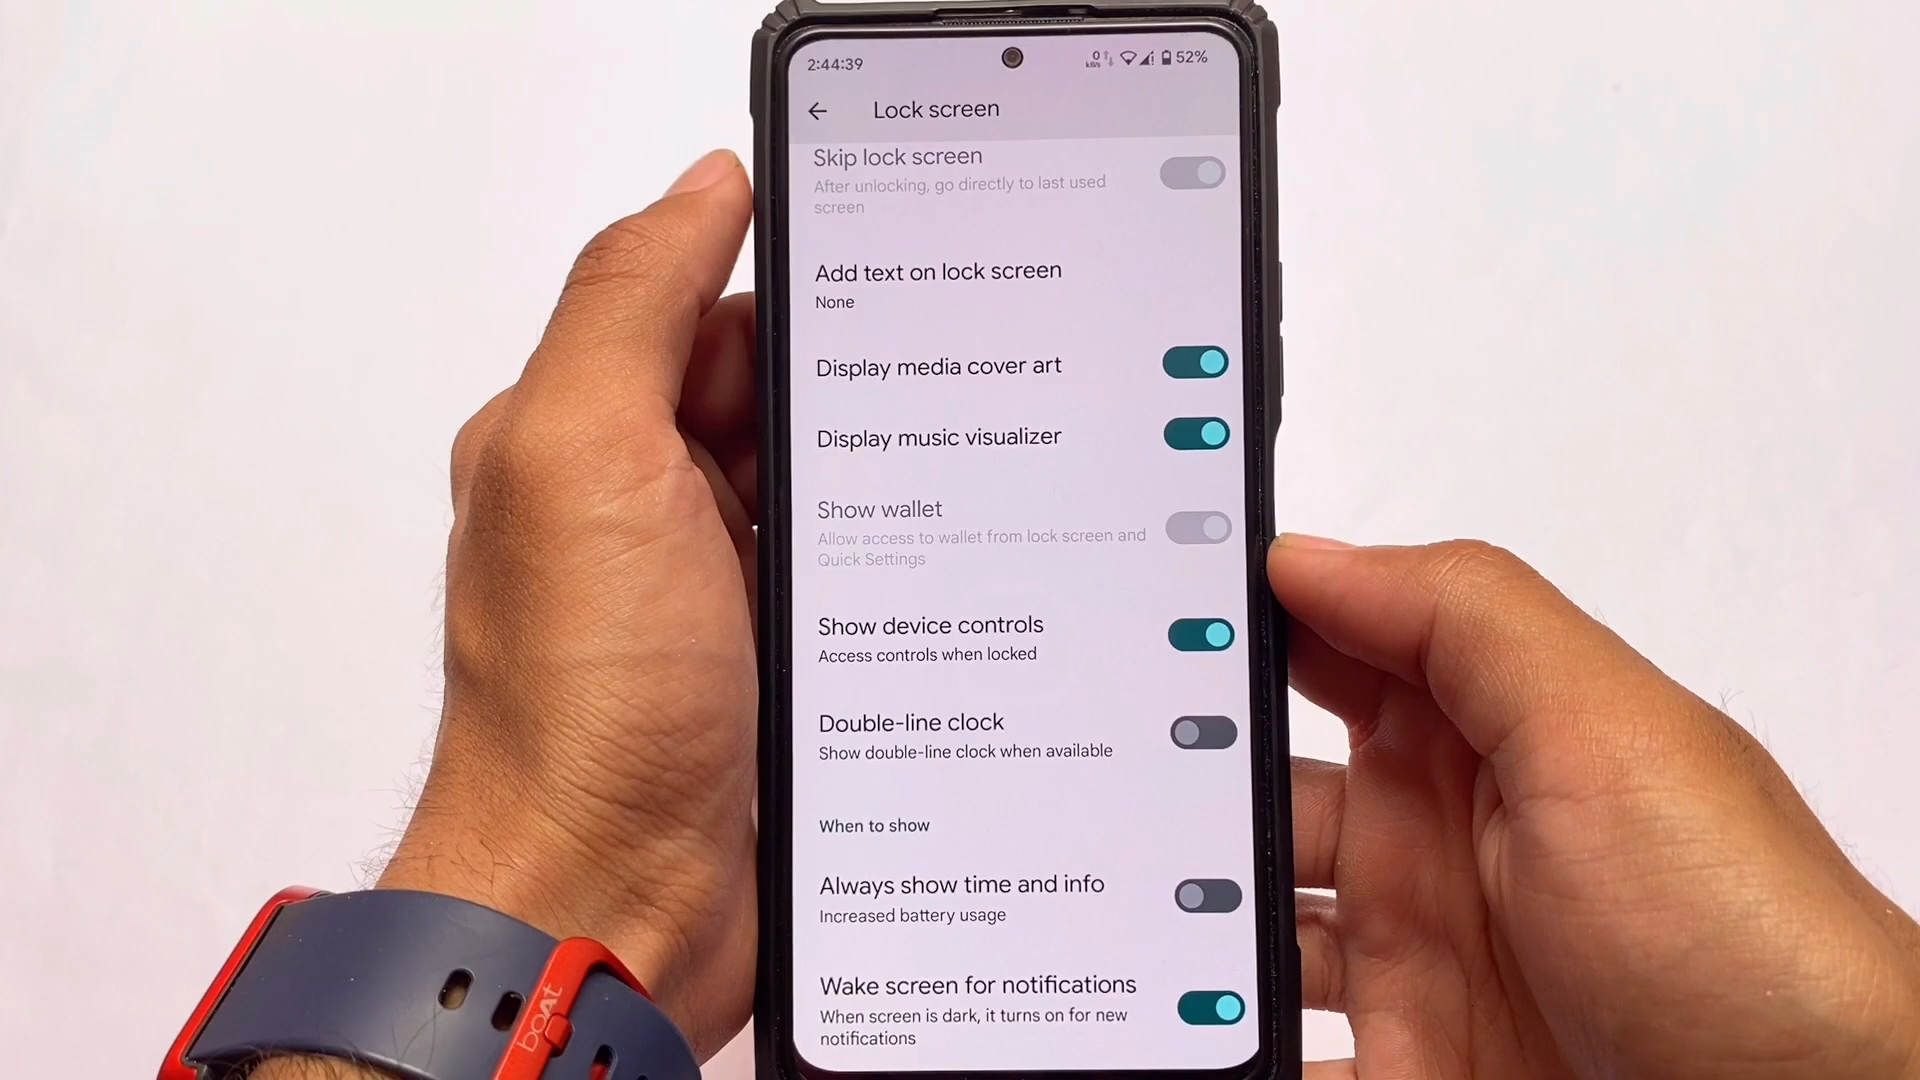 2:44:39
0 kB/s
52%
Lock screen
Skip lock screen
After unlocking, go directly to last used
screen
Add text on lock screen
None
Display media cover art
Display music visualizer
Show wallet
Allow access to wallet from lock screen and
Quick Settings
Show device controls
Access controls when locked
Double-line clock
Show double-line clock when available
When to show
Always show time and info
Increased battery usage
Wake screen for notifications
When screen is dark, it turns on for new
notifications
boAt